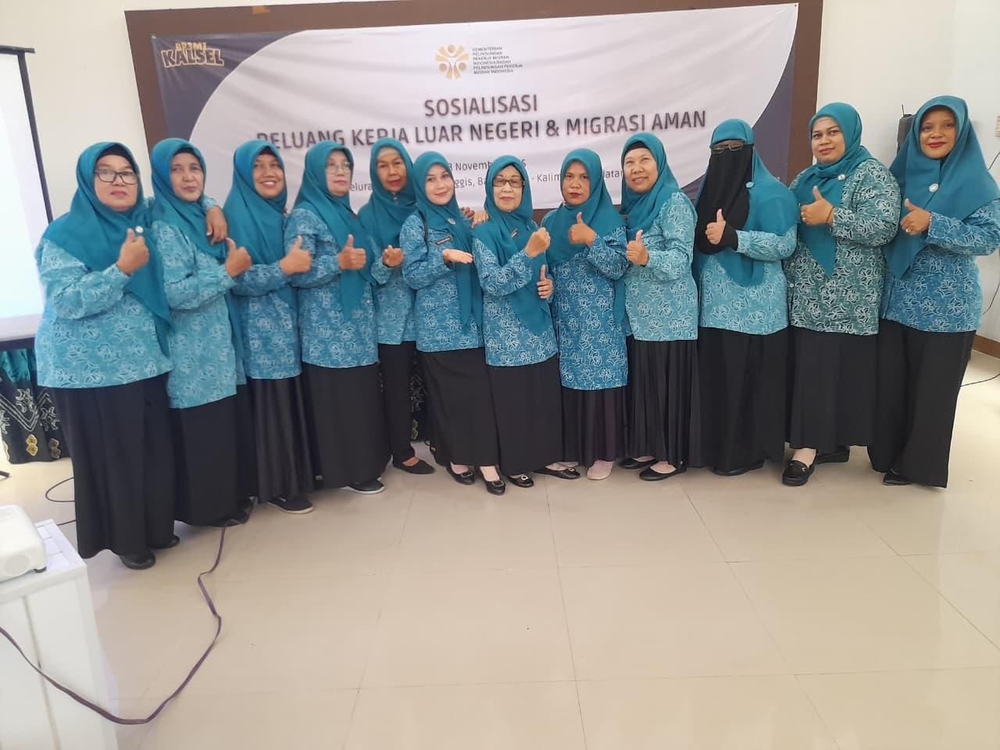 BP3MI
KALSEL
KEMENTERIAN
PELINDUNGAN
PEKERJA MIGRAN
INDONESIA/BADAN
PELINDUNGAN PEKERJA
MIGRAN INDONESIA
SOSIALISASI
PELUANG KERJA LUAR NEGERI & MIGRASI AMAN
November